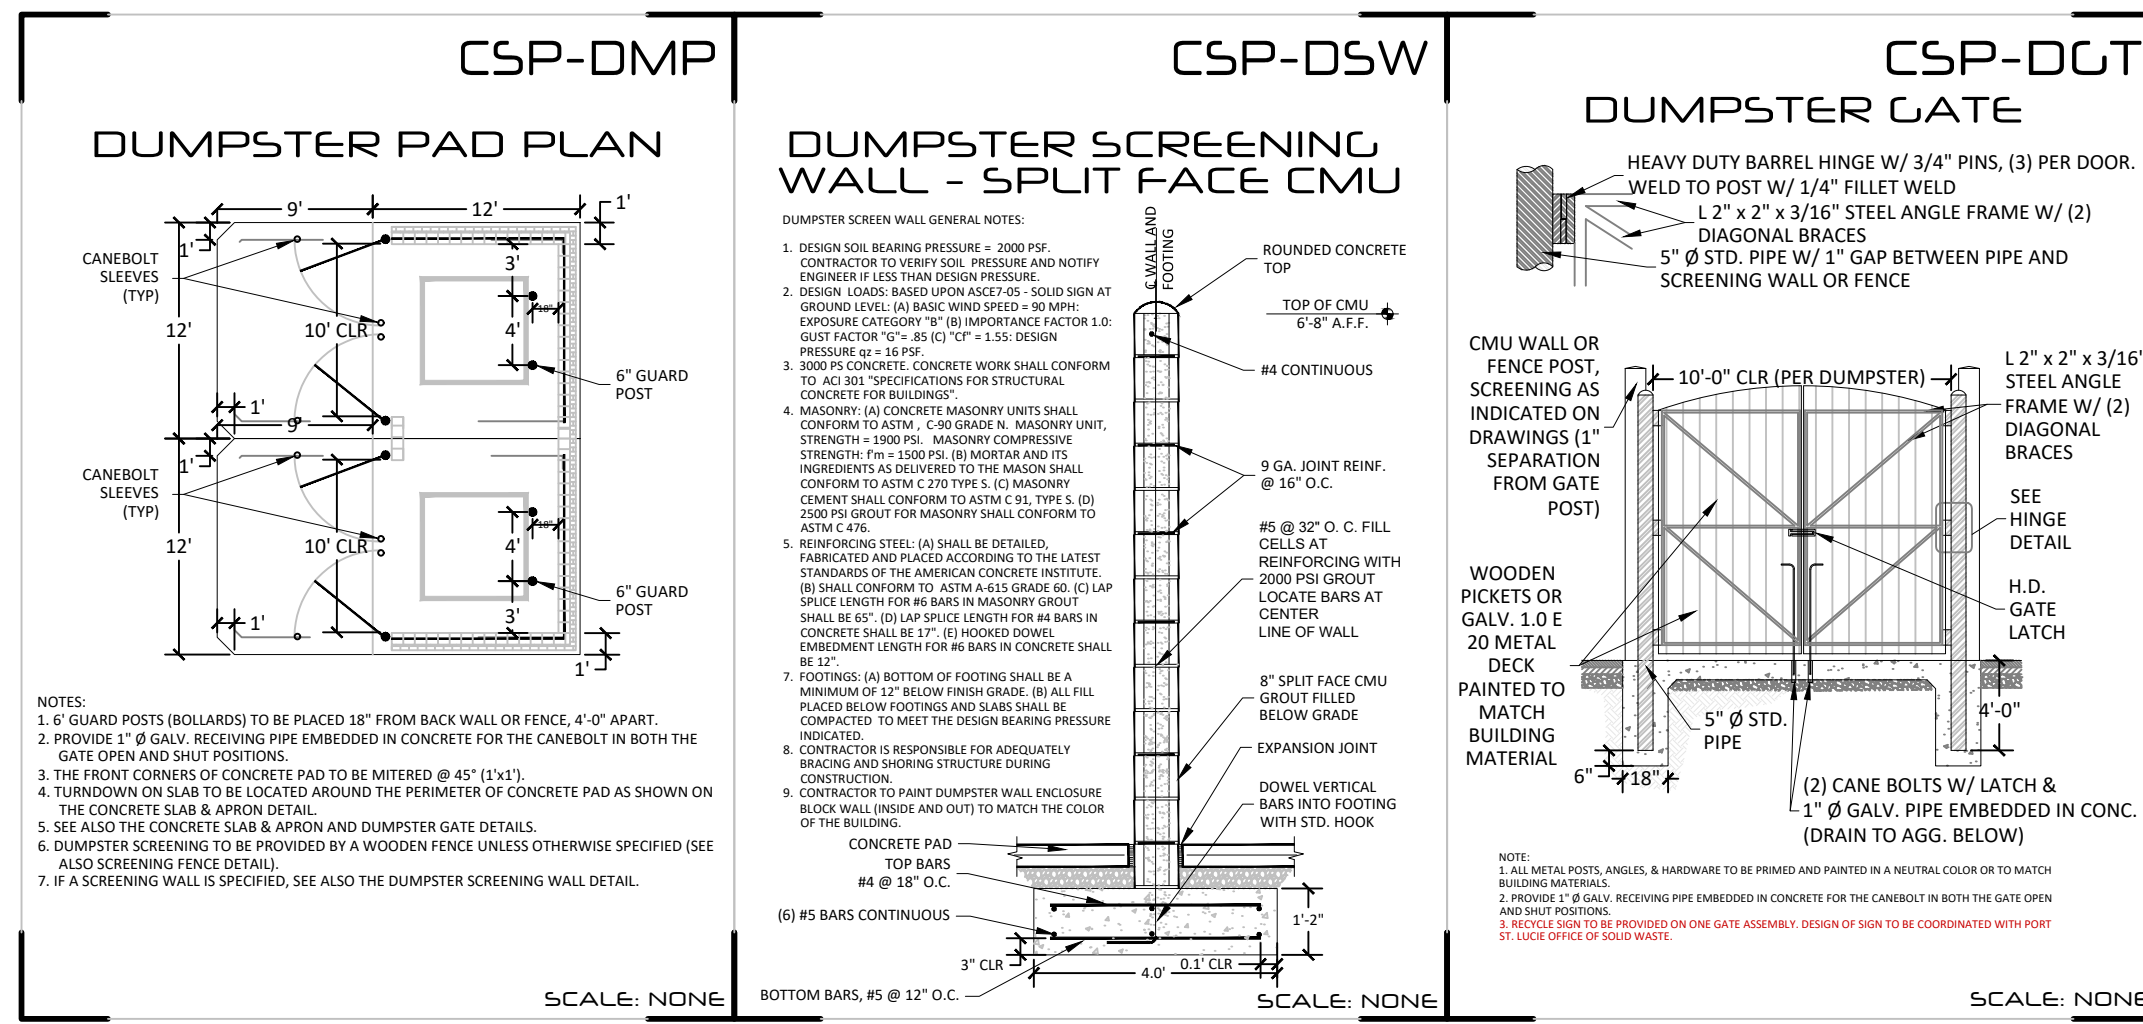 CSP-DMP
DUMPSTER PAD PLAN
9'
12'
1'
1'
CANEBOLT
SLEEVES
(TYP)
3'
18"
12'
10' CLR
4'
6" GUARD
POST
1'
9'
1'
CANEBOLT
SLEEVES
(TYP)
18"
12'
10' CLR
4'
6" GUARD
POST
3'
1'
1'
NOTES:
1. 6' GUARD POSTS (BOLLARDS) TO BE PLACED 18" FROM BACK WALL OR FENCE, 4'-0" APART.
2. PROVIDE 1" Ø GALV. RECEIVING PIPE EMBEDDED IN CONCRETE FOR THE CANEBOLT IN BOTH THE
GATE OPEN AND SHUT POSITIONS.
3. THE FRONT CORNERS OF CONCRETE PAD TO BE MITERED @ 45° (1'x1').
4. TURNDOWN ON SLAB TO BE LOCATED AROUND THE PERIMETER OF CONCRETE PAD AS SHOWN ON
THE CONCRETE SLAB & APRON DETAIL.
5. SEE ALSO THE CONCRETE SLAB & APRON AND DUMPSTER GATE DETAILS.
6. DUMPSTER SCREENING TO BE PROVIDED BY A WOODEN FENCE UNLESS OTHERWISE SPECIFIED (SEE
ALSO SCREENING FENCE DETAIL).
7. IF A SCREENING WALL IS SPECIFIED, SEE ALSO THE DUMPSTER SCREENING WALL DETAIL.
SCALE: NONE
CSP-DSW
DUMPSTER SCREENING
WALL - SPLIT FACE CMU
DUMPSTER SCREEN WALL GENERAL NOTES:
1. DESIGN SOIL BEARING PRESSURE = 2000 PSF.
CONTRACTOR TO VERIFY SOIL PRESSURE AND NOTIFY
ENGINEER IF LESS THAN DESIGN PRESSURE.
2. DESIGN LOADS: BASED UPON ASCE7-05 - SOLID SIGN AT
GROUND LEVEL: (A) BASIC WIND SPEED = 90 MPH:
EXPOSURE CATEGORY "B" (B) IMPORTANCE FACTOR 1.0:
GUST FACTOR "G"= .85 (C) "Cf" = 1.55: DESIGN
PRESSURE qz = 16 PSF.
3. 3000 PS CONCRETE. CONCRETE WORK SHALL CONFORM
TO ACI 301 "SPECIFICATIONS FOR STRUCTURAL
CONCRETE FOR BUILDINGS".
4. MASONRY: (A) CONCRETE MASONRY UNITS SHALL
CONFORM TO ASTM , C-90 GRADE N. MASONRY UNIT,
STRENGTH = 1900 PSI. MASONRY COMPRESSIVE
STRENGTH: f'm = 1500 PSI. (B) MORTAR AND ITS
INGREDIENTS AS DELIVERED TO THE MASON SHALL
CONFORM TO ASTM C 270 TYPE S. (C) MASONRY
CEMENT SHALL CONFORM TO ASTM C 91, TYPE S. (D)
2500 PSI GROUT FOR MASONRY SHALL CONFORM TO
ASTM C 476.
5. REINFORCING STEEL: (A) SHALL BE DETAILED,
FABRICATED AND PLACED ACCORDING TO THE LATEST
STANDARDS OF THE AMERICAN CONCRETE INSTITUTE.
(B) SHALL CONFORM TO ASTM A-615 GRADE 60. (C) LAP
SPLICE LENGTH FOR #6 BARS IN MASONRY GROUT
SHALL BE 65". (D) LAP SPLICE LENGTH FOR #4 BARS IN
CONCRETE SHALL BE 17". (E) HOOKED DOWEL
EMBEDMENT LENGTH FOR #6 BARS IN CONCRETE SHALL
BE 12".
7. FOOTINGS: (A) BOTTOM OF FOOTING SHALL BE A
MINIMUM OF 12" BELOW FINISH GRADE. (B) ALL FILL
PLACED BELOW FOOTINGS AND SLABS SHALL BE
COMPACTED TO MEET THE DESIGN BEARING PRESSURE
INDICATED.
8. CONTRACTOR IS RESPONSIBLE FOR ADEQUATELY
BRACING AND SHORING STRUCTURE DURING
CONSTRUCTION.
9. CONTRACTOR TO PAINT DUMPSTER WALL ENCLOSURE
BLOCK WALL (INSIDE AND OUT) TO MATCH THE COLOR
OF THE BUILDING.
℄ WALL AND
FOOTING
ROUNDED CONCRETE
TOP
TOP OF CMU
6'-8" A.F.F.
#4 CONTINUOUS
9 GA. JOINT REINF.
@ 16" O.C.
#5 @ 32" O. C. FILL
CELLS AT
REINFORCING WITH
2000 PSI GROUT
LOCATE BARS AT
CENTER
LINE OF WALL
8" SPLIT FACE CMU
GROUT FILLED
BELOW GRADE
EXPANSION JOINT
DOWEL VERTICAL
BARS INTO FOOTING
WITH STD. HOOK
CONCRETE PAD
TOP BARS
#4 @ 18" O.C.
(6) #5 BARS CONTINUOUS
1'-2"
3" CLR
4.0'
0.1' CLR
BOTTOM BARS, #5 @ 12" O.C.
SCALE: NONE
CSP-DGT
DUMPSTER GATE
HEAVY DUTY BARREL HINGE W/ 3/4" PINS, (3) PER DOOR.
WELD TO POST W/ 1/4" FILLET WELD
L 2" x 2" x 3/16" STEEL ANGLE FRAME W/ (2)
DIAGONAL BRACES
5" Ø STD. PIPE W/ 1" GAP BETWEEN PIPE AND
SCREENING WALL OR FENCE
CMU WALL OR
FENCE POST,
SCREENING AS
INDICATED ON
DRAWINGS (1"
SEPARATION
FROM GATE
POST)
10'-0" CLR (PER DUMPSTER)
L 2" x 2" x 3/16"
STEEL ANGLE
FRAME W/ (2)
DIAGONAL
BRACES
SEE
HINGE
DETAIL
H.D.
GATE
LATCH
WOODEN
PICKETS OR
GALV. 1.0 E
20 METAL
DECK
PAINTED TO
MATCH
BUILDING
MATERIAL
5" Ø STD.
PIPE
4'-0"
6"
18"
(2) CANE BOLTS W/ LATCH &
1" Ø GALV. PIPE EMBEDDED IN CONC.
(DRAIN TO AGG. BELOW)
NOTE:
1. ALL METAL POSTS, ANGLES, & HARDWARE TO BE PRIMED AND PAINTED IN A NEUTRAL COLOR OR TO MATCH
BUILDING MATERIALS.
2. PROVIDE 1" Ø GALV. RECEIVING PIPE EMBEDDED IN CONCRETE FOR THE CANEBOLT IN BOTH THE GATE OPEN
AND SHUT POSITIONS.
3. RECYCLE SIGN TO BE PROVIDED ON ONE GATE ASSEMBLY. DESIGN OF SIGN TO BE COORDINATED WITH PORT
ST. LUCIE OFFICE OF SOLID WASTE.
SCALE: NONE